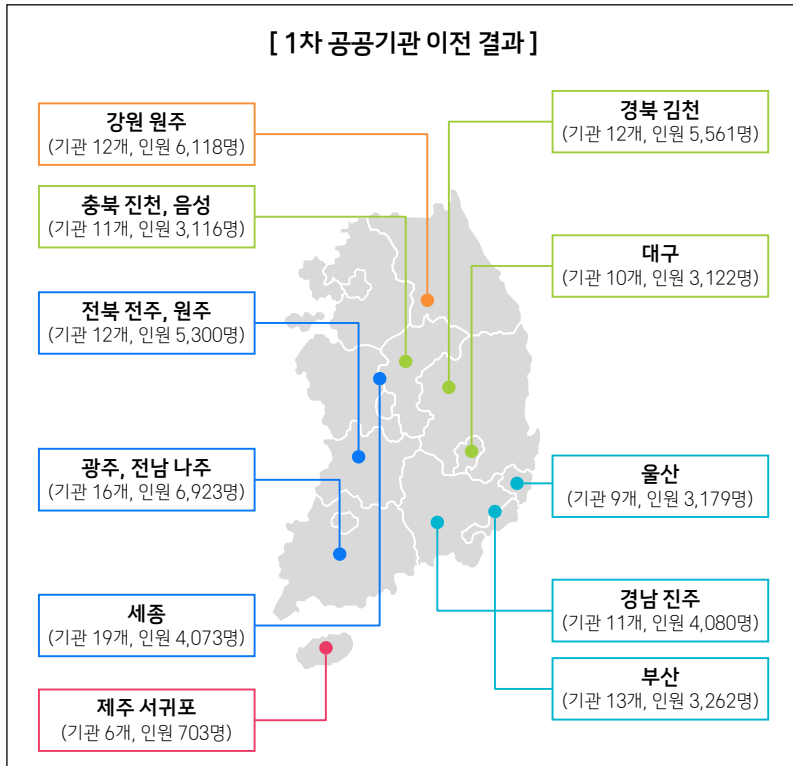 [ 1차 공공기관 이전 결과 ]
강원 원주
(기관 12개, 인원 6,118명)
충북 진천, 음성
(기관 11개, 인원 3,116명)
전북 전주, 원주
(기관 12개, 인원 5,300명)
광주, 전남 나주
(기관 16개, 인원 6,923명)
세종
(기관 19개, 인원 4,073명)
제주 서귀포
(기관 6개, 인원 703명)
경북 김천
(기관 12개, 인원 5,561명)
대구
(기관 10개, 인원 3,122명)
울산
(기관 9개, 인원 3,179명)
경남 진주
(기관 11개, 인원 4,080명)
부산
(기관 13개, 인원 3,262명)